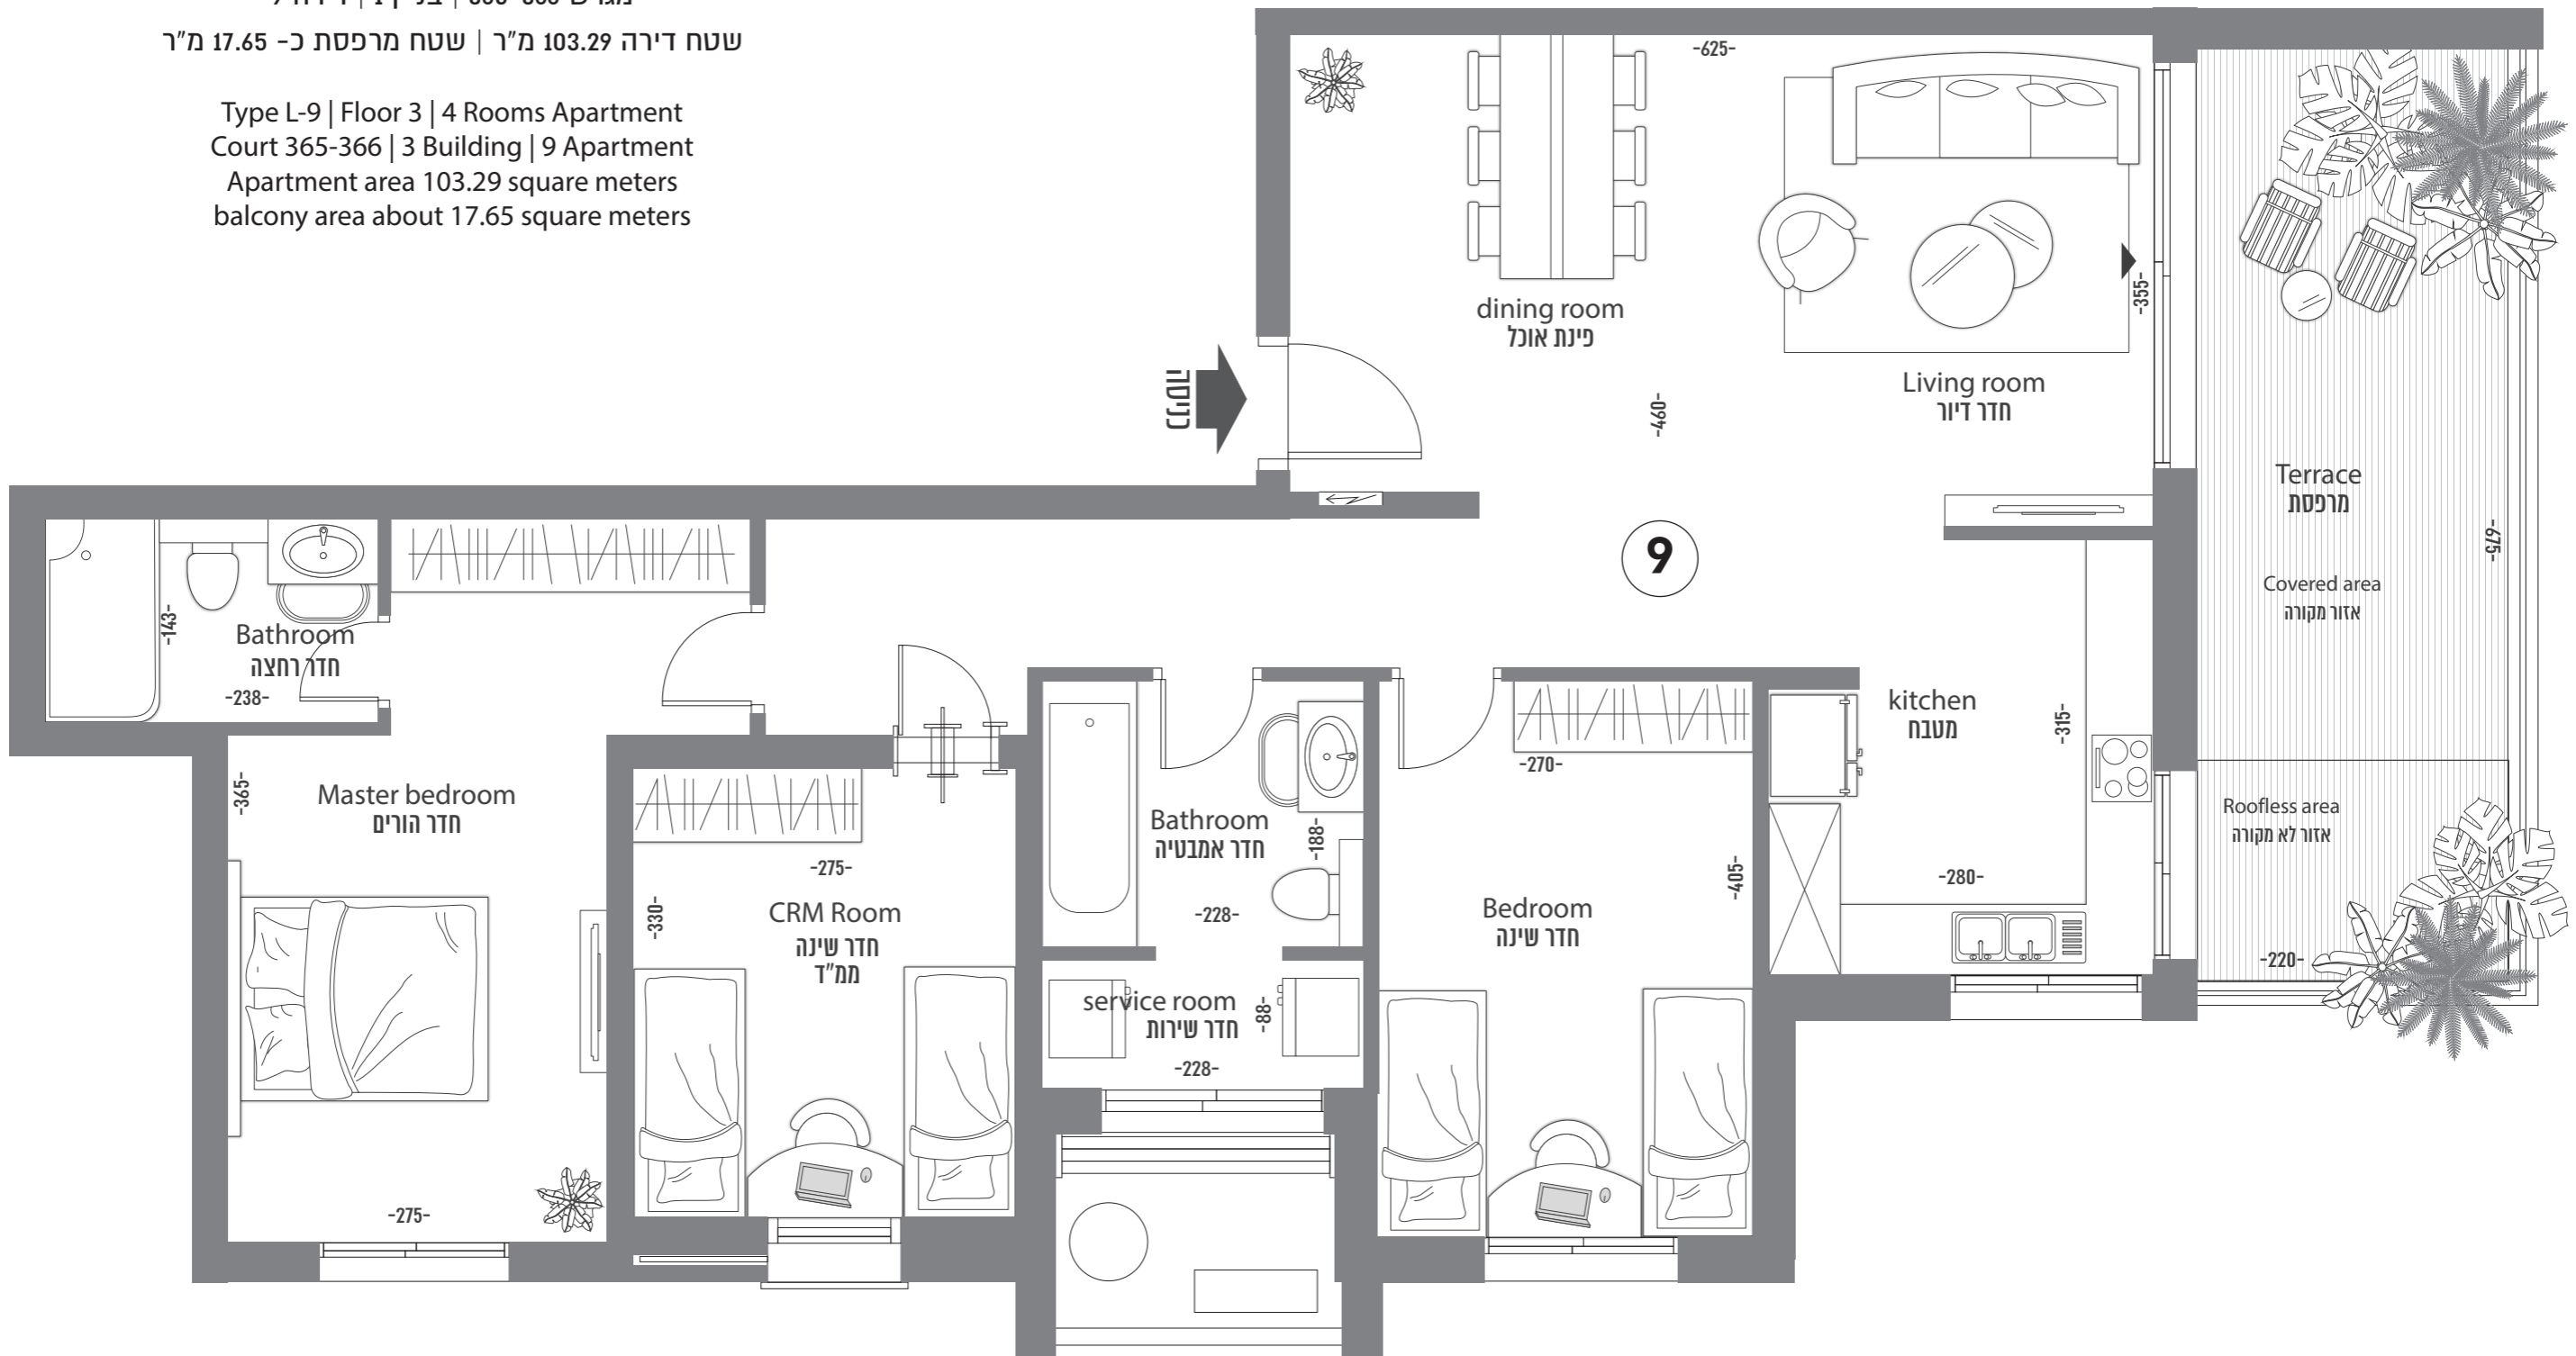 שטח דירה 103.29 מ"ר | שטח מרפסת כ- 17.65 מ"ר
Type L-9 | Floor 3 | 4 Rooms Apartment
Court 365-366 | 3 Building | 9 Apartment
Apartment area 103.29 square meters
balcony area about 17.65 square meters
-625-
dining room
פינת אוכל
-355-
Living room
חדר דיור
כניסה
-460-
Terrace
מרפסת
-675-
Covered area
אזור מקורה
9
-143-
Bathroom
חדר רחצה
-238-
kitchen
מטבח
-315-
-280-
Roofless area
אזור לא מקורה
-220-
-365-
Master bedroom
חדר הורים
-275-
-275-
-330-
CRM Room
חדר שינה
ממ"ד
Bathroom
חדר אמבטיה
-188-
-228-
service room
חדר שירות
-88-
-228-
-270-
-405-
Bedroom
חדר שינה